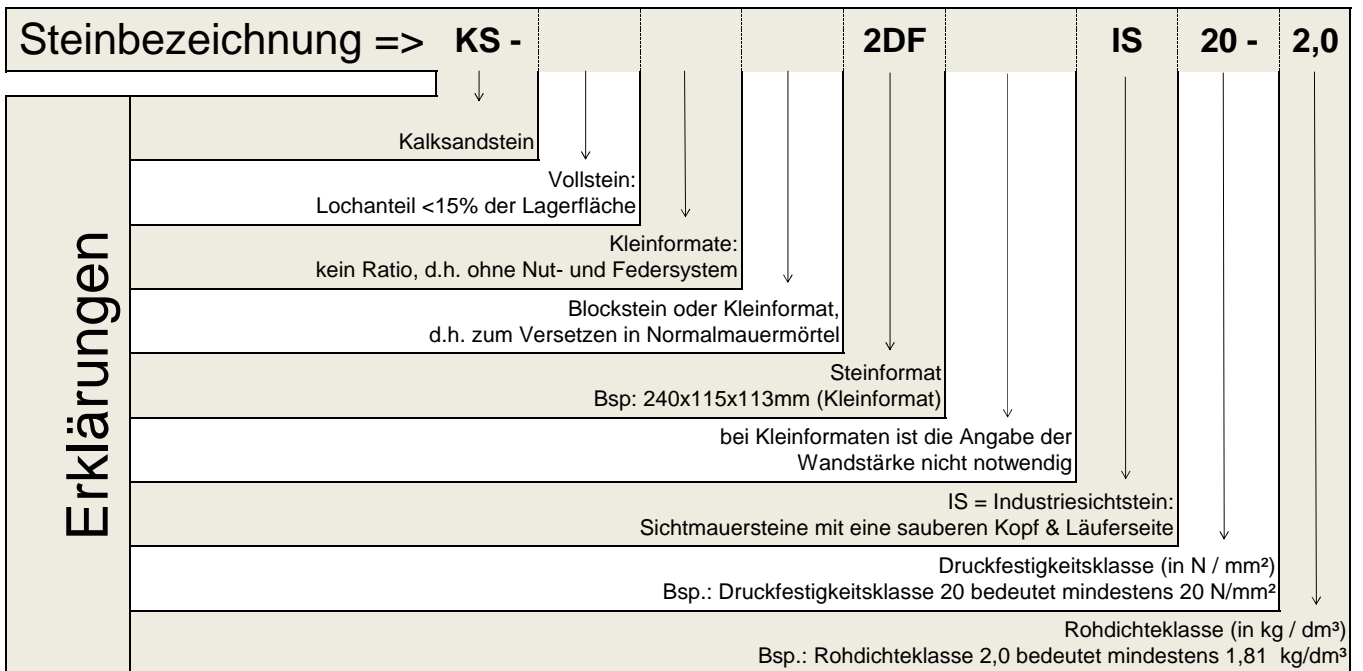 Steinbezeichnung => KS - 2DF IS 20 - 2,0
Erklärungen
Kalksandstein
Vollstein:
Lochanteil <15% der Lagerfläche
Kleinformate:
kein Ratio, d.h. ohne Nut- und Federsystem
Blockstein oder Kleinformat,
d.h. zum Versetzen in Normalmauermörtel
Steinformat
Bsp: 240x115x113mm (Kleinformat)
bei Kleinformaten ist die Angabe der
Wandstärke nicht notwendig
IS = Industriesichtstein:
Sichtmauersteine mit eine sauberen Kopf & Läuferseite
Druckfestigkeitsklasse (in N / mm²)
Bsp.: Druckfestigkeitsklasse 20 bedeutet mindestens 20 N/mm²
Rohdichteklasse (in kg / dm³)
Bsp.: Rohdichteklasse 2,0 bedeutet mindestens 1,81 kg/dm³